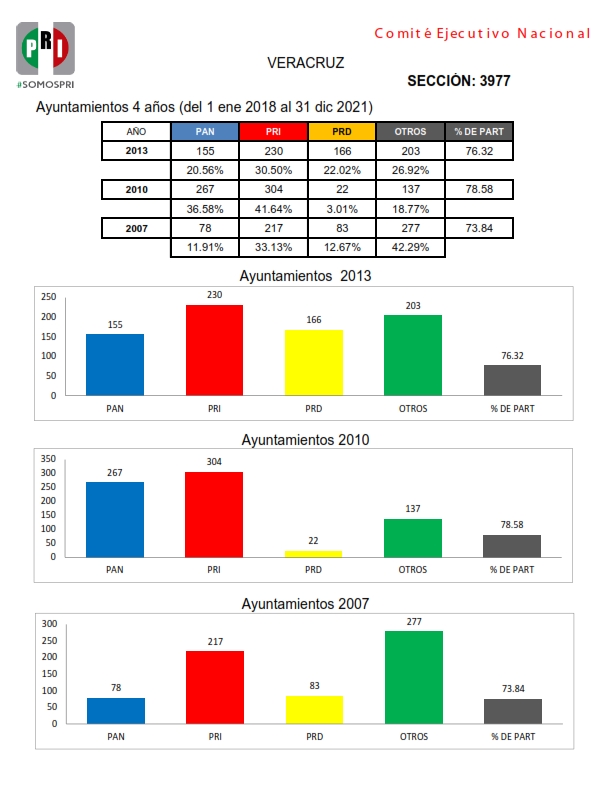 Comité Ejecutivo Nacional
PRI
#SOMOSPRI
VERACRUZ
SECCIÓN: 3977
Ayuntamientos 4 años (del 1 ene 2018 al 31 dic 2021)
AÑO PAN PRI PRD OTROS % DE PART
2013 155 230 166 203 76.32
20.56% 30.50% 22.02% 26.92%
2010 267 304 22 137 78.58
36.58% 41.64% 3.01% 18.77%
2007 78 217 83 277 73.84
11.91% 33.13% 12.67% 42.29%
Ayuntamientos 2013
250
200
150
100
50
0
155 230 166 203 76.32
PAN PRI PRD OTROS % DE PART
Ayuntamientos 2010
350
300
250
200
150
100
50
0
267 304 22 137 78.58
PAN PRI PRD OTROS % DE PART
Ayuntamientos 2007
300
250
200
150
100
50
0
78 217 83 277 73.84
PAN PRI PRD OTROS % DE PART